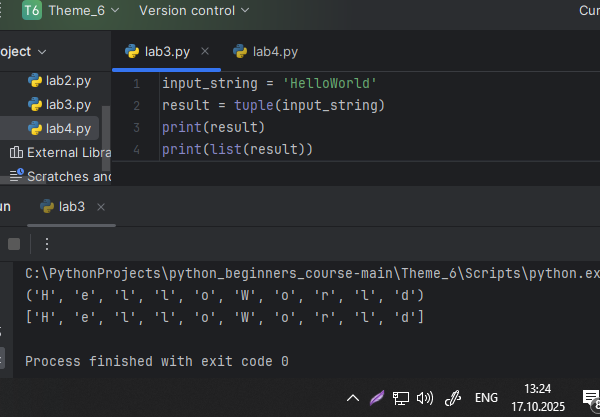 T6 Theme_6 Version control Cur
oject
lab2.py
lab3.py
lab4.py
External Libra
Scratches and
lab3.py lab4.py
1 input_string = 'HelloWorld'
2 result = tuple(input_string)
3 print(result)
4 print(list(result))
un lab3
C:\PythonProjects\python_beginners_course-main\Theme_6\Scripts\python.ex
('H', 'e', 'l', 'l', 'o', 'W', 'o', 'r', 'l', 'd')
['H', 'e', 'l', 'l', 'o', 'W', 'o', 'r', 'l', 'd']
Process finished with exit code 0
ENG
13:24
17.10.2025